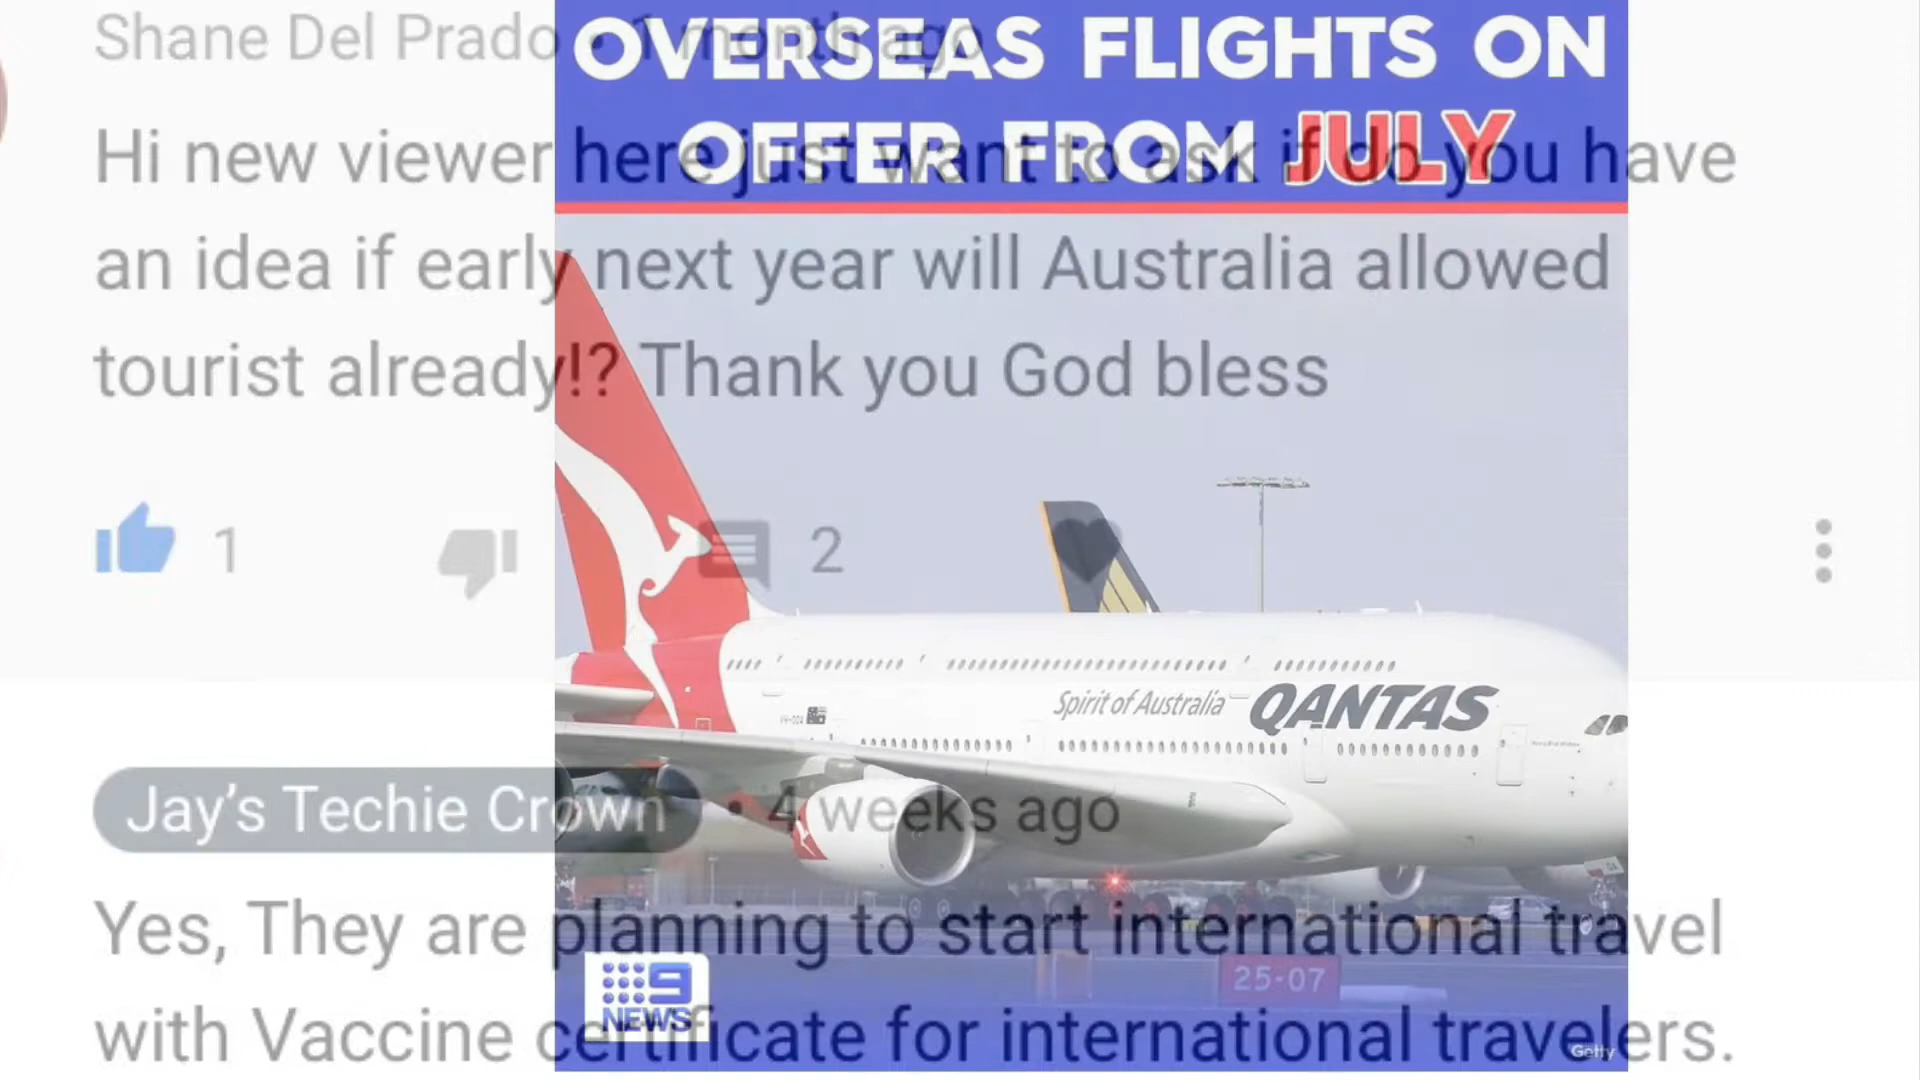 Shane Del Prado • 1 month ago
Hi new viewer here just want to ask if do you have
an idea if early next year will Australia allowed
tourist already!? Thank you God bless
1
2
Jay's Techie Crown • 4 weeks ago
Yes, They are planning to start international travel
with Vaccine certificate for international travelers.
OVERSEAS FLIGHTS ON
OFFER FROM JULY
Spirit of Australia QANTAS
25-07
9
NEWS
Getty